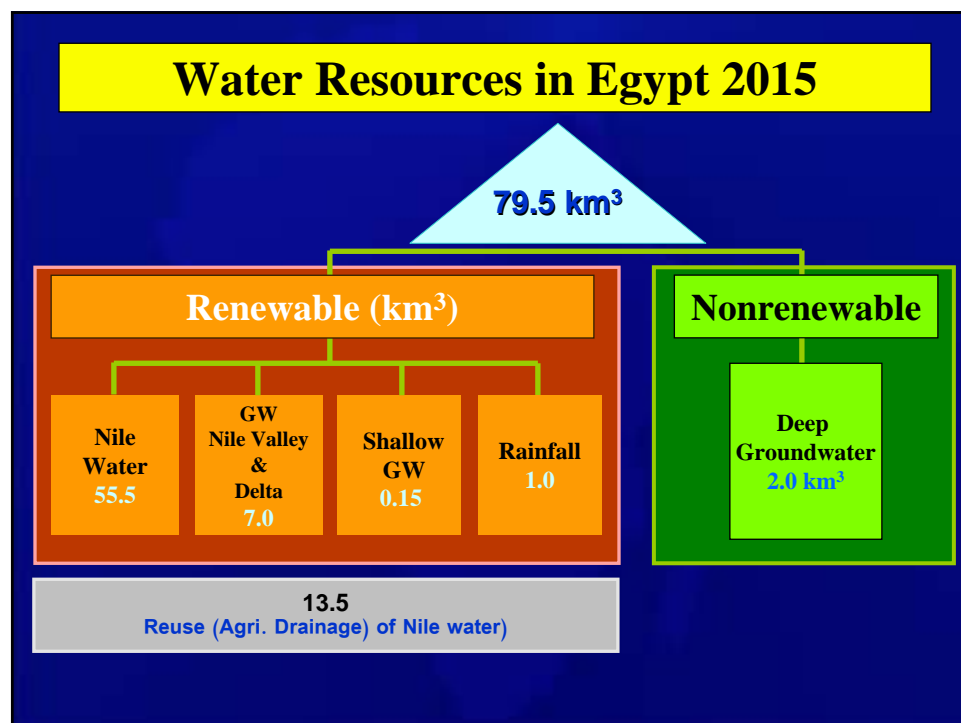 Water Resources in Egypt 2015
79.5 km³
Renewable (km³)
Nonrenewable
Nile
Water
55.5
GW
Nile Valley
&
Delta
7.0
Shallow
GW
0.15
Rainfall
1.0
Deep
Groundwater
2.0 km³
13.5
Reuse (Agri. Drainage) of Nile water)